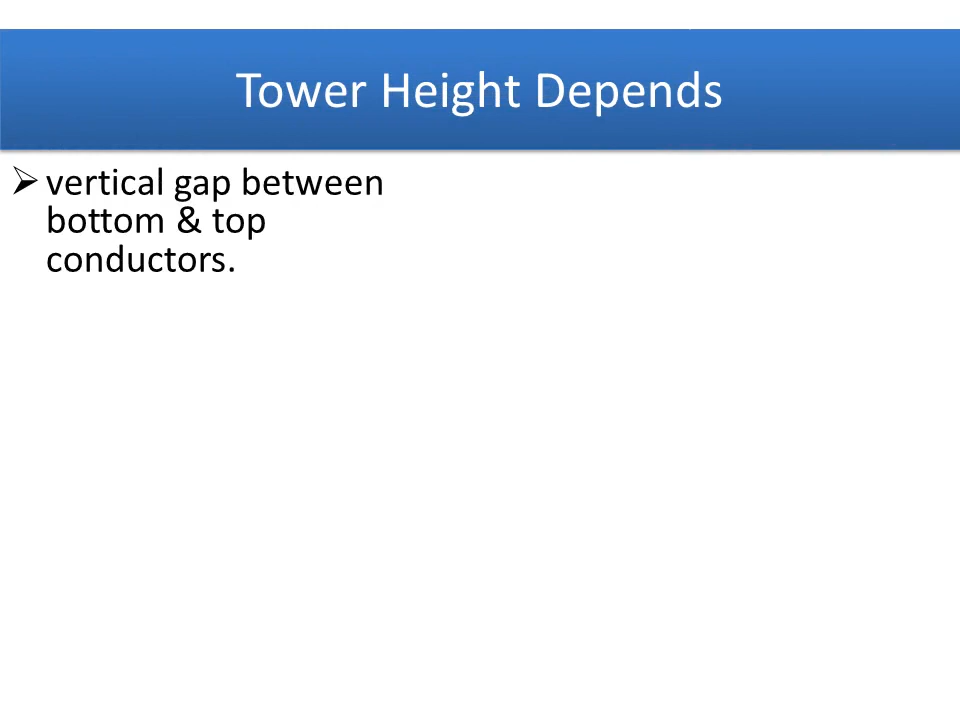 Tower Height Depends
➢ vertical gap between
bottom & top
conductors.